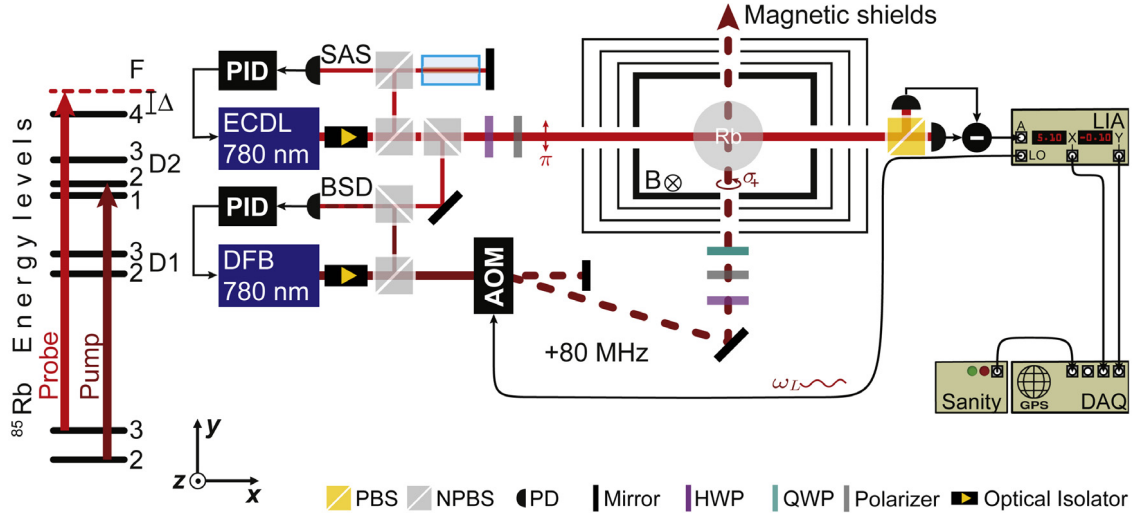 Magnetic shields
SAS
PID
F
Δ
4
ECDL
780 nm
π
Rb
LIA
A
5.10
X
-0.10
Y
LO
3
D2
2
1
BSD
PID
B
σ+
3
D1
2
DFB
780 nm
AOM
+80 MHz
ωL
85Rb Energy levels
Probe
Pump
3
2
Sanity
GPS
DAQ
y
z
x
PBS
NPBS
PD
Mirror
HWP
QWP
Polarizer
Optical Isolator